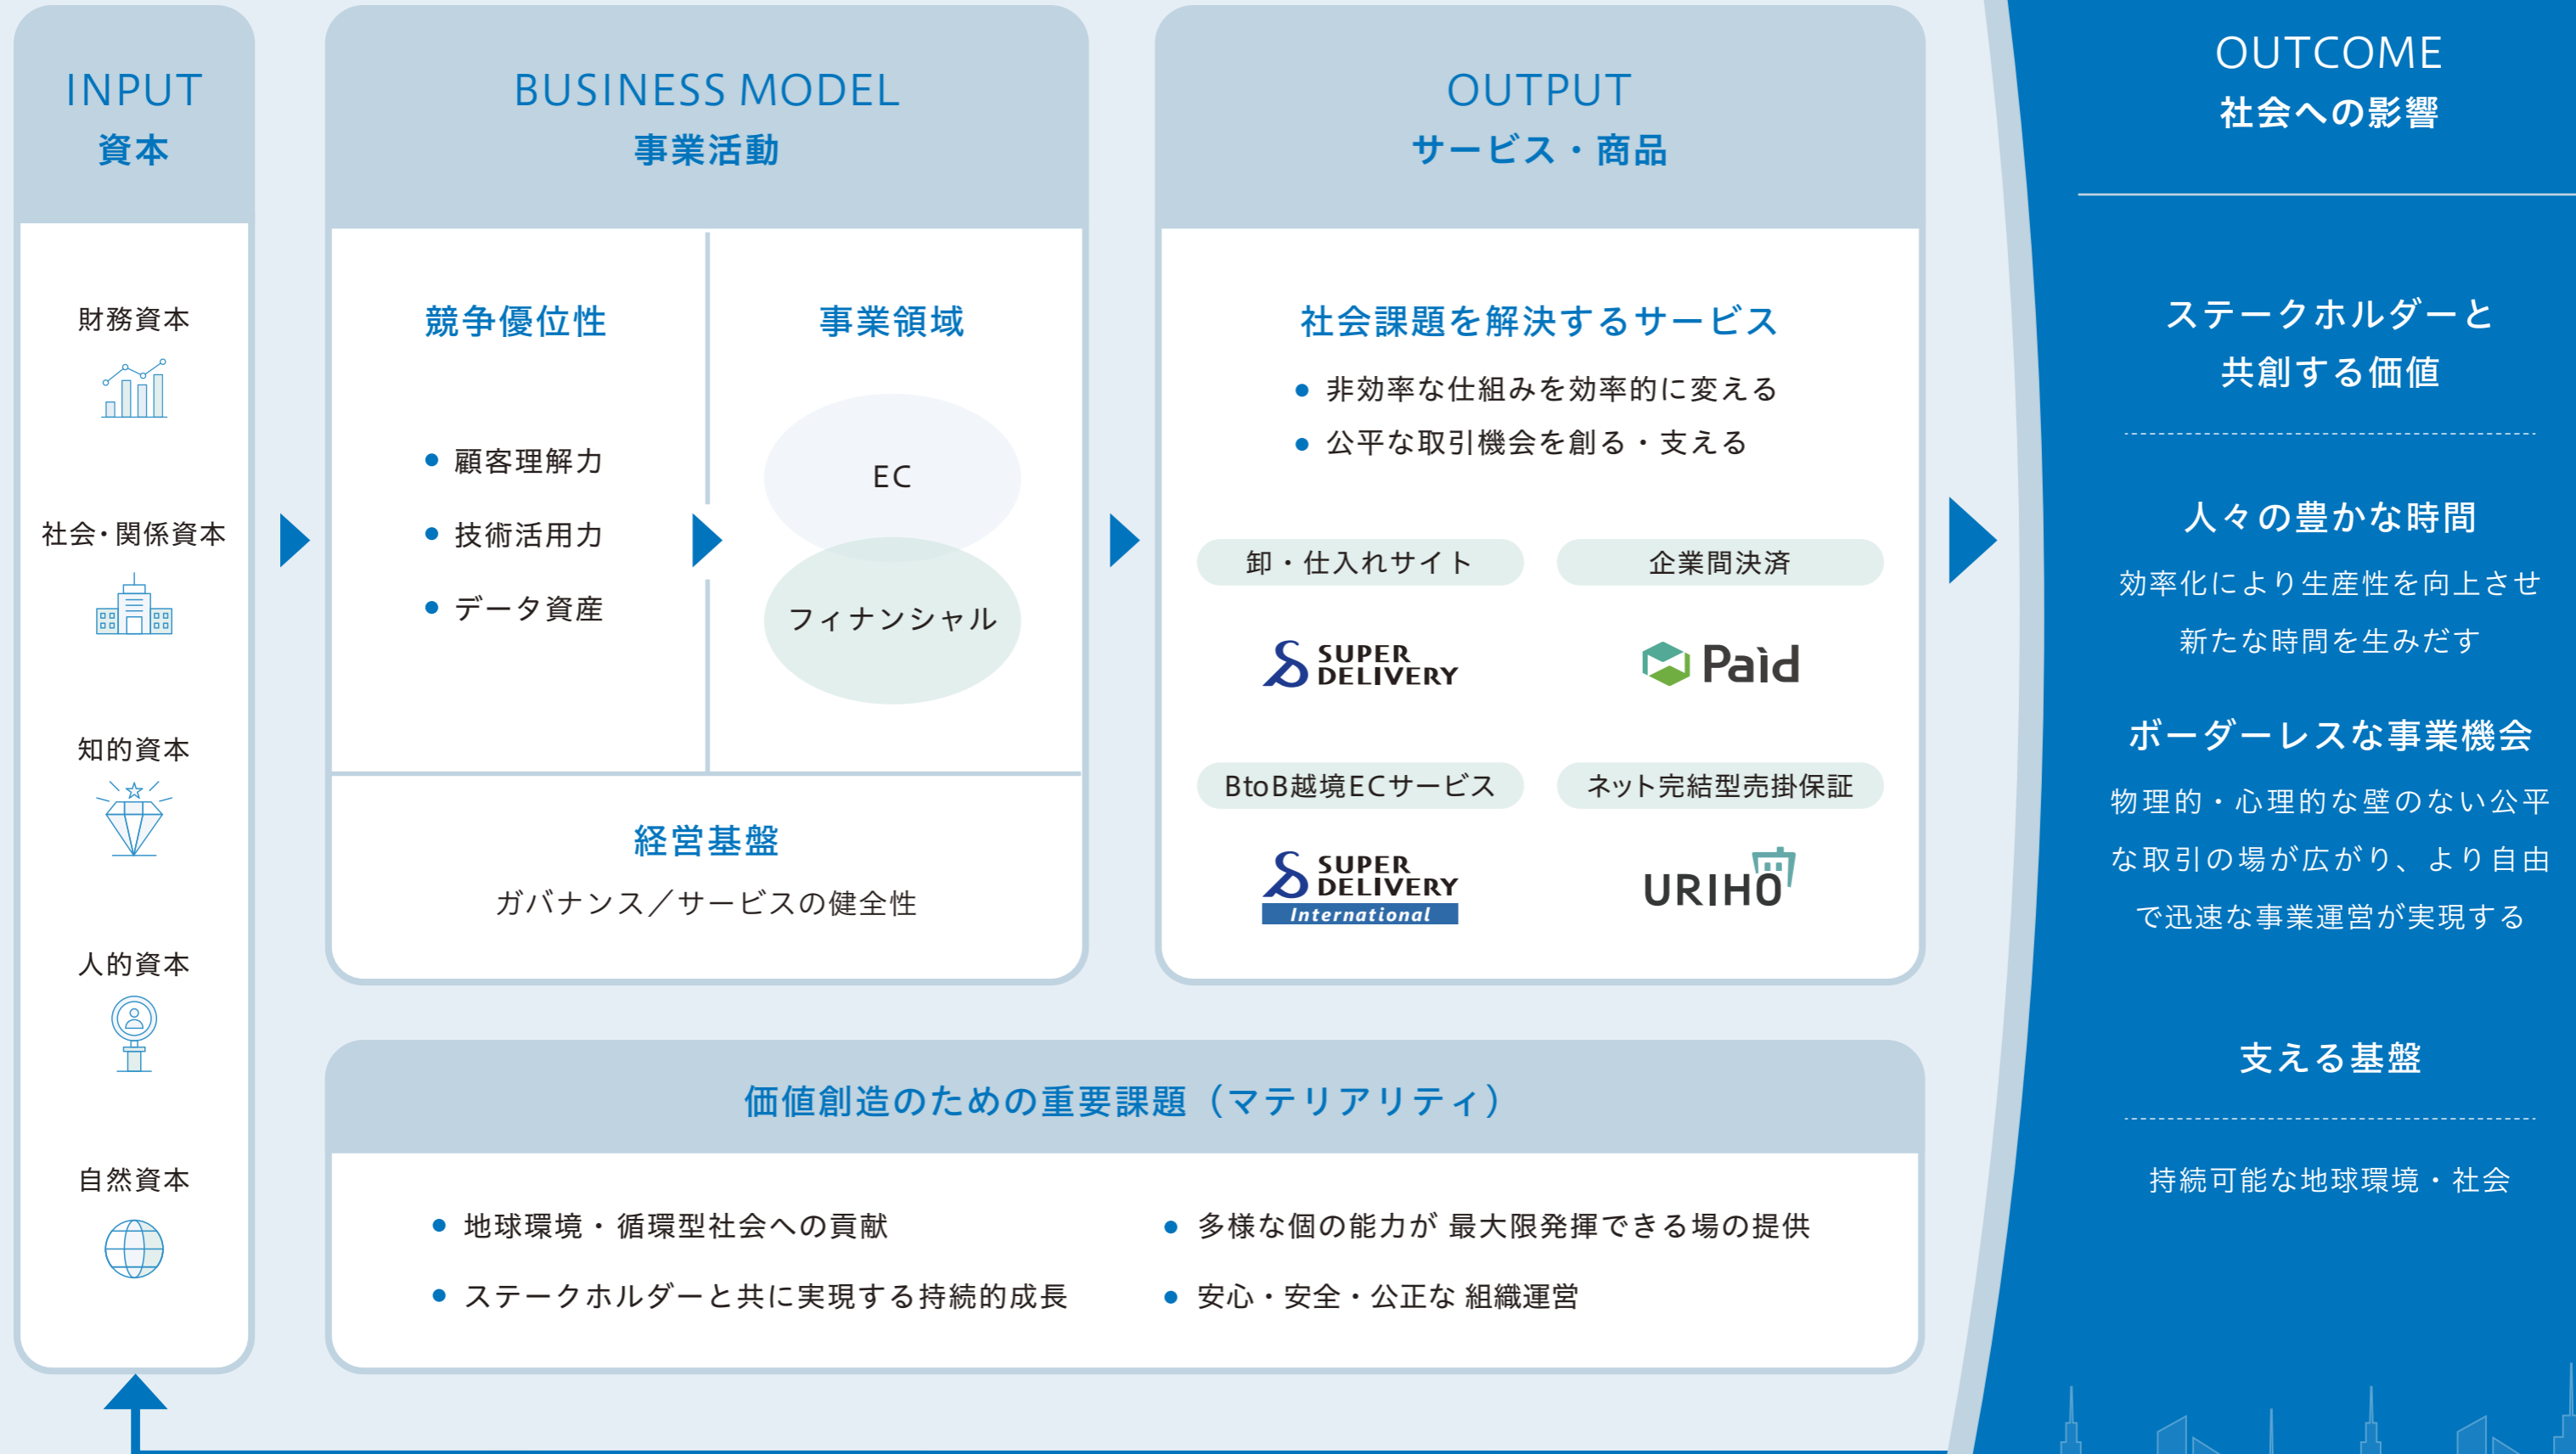 INPUT
資本
財務資本
社会・関係資本
知的資本
人的資本
自然資本
BUSINESS MODEL
事業活動
競争優位性
顧客理解力
技術活用力
データ資産
事業領域
EC
フィナンシャル
経営基盤
ガバナンス／サービスの健全性
OUTPUT
サービス・商品
社会課題を解決するサービス
非効率な仕組みを効率的に変える
公平な取引機会を創る・支える
卸・仕入れサイト
SUPER
DELIVERY
企業間決済
Paid
BtoB越境ECサービス
SUPER
DELIVERY
International
ネット完結型売掛保証
URIHO
価値創造のための重要課題（マテリアリティ）
地球環境・循環型社会への貢献
ステークホルダーと共に実現する持続的成長
多様な個の能力が 最大限発揮できる場の提供
安心・安全・公正な 組織運営
OUTCOME
社会への影響
ステークホルダーと
共創する価値
人々の豊かな時間
効率化により生産性を向上させ
新たな時間を生みだす
ボーダーレスな事業機会
物理的・心理的な壁のない公平
な取引の場が広がり、より自由
で迅速な事業運営が実現する
支える基盤
持続可能な地球環境・社会